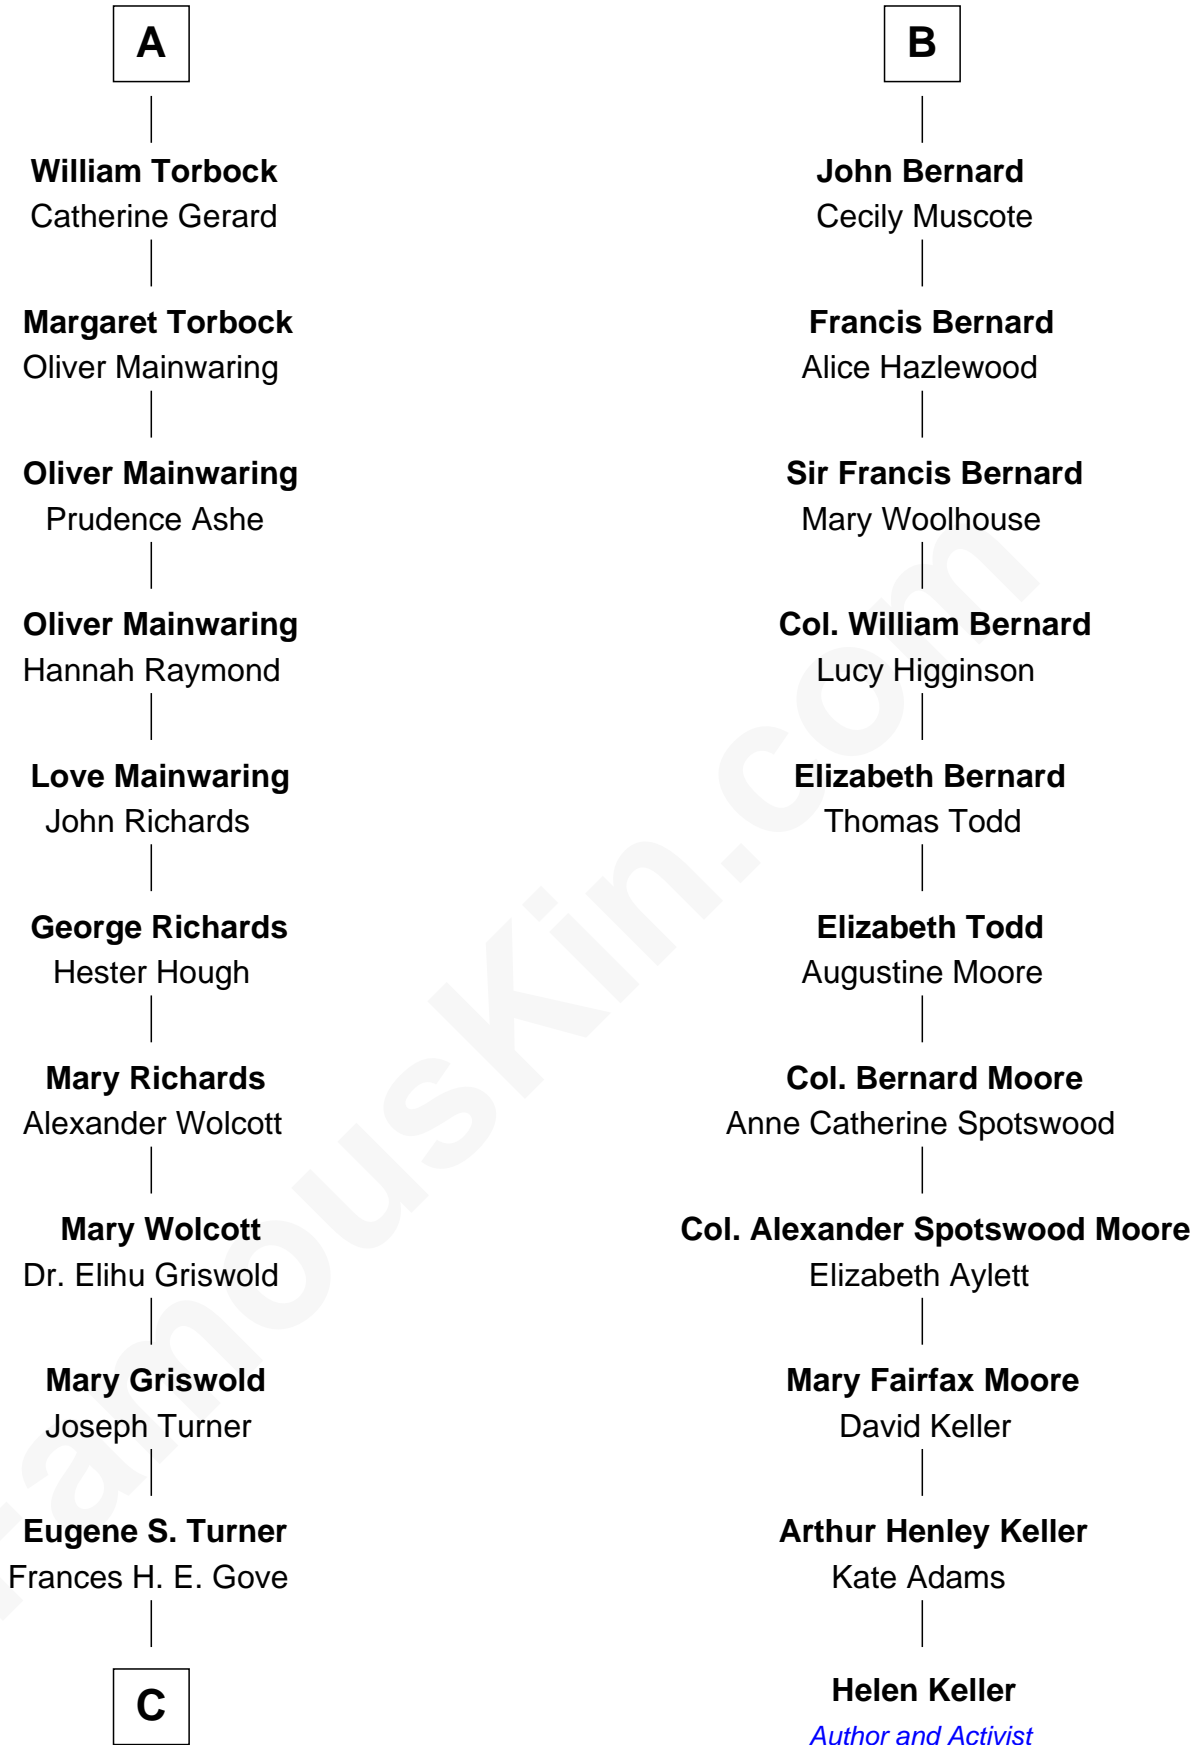 A
William Torbock
Catherine Gerard
Margaret Torbock
Oliver Mainwaring
Oliver Mainwaring
Prudence Ashe
Oliver Mainwaring
Hannah Raymond
Love Mainwaring
John Richards
George Richards
Hester Hough
Mary Richards
Alexander Wolcott
Mary Wolcott
Dr. Elihu Griswold
Mary Griswold
Joseph Turner
Eugene S. Turner
Frances H. E. Gove
C
B
John Bernard
Cecily Muscote
Francis Bernard
Alice Hazlewood
Sir Francis Bernard
Mary Woolhouse
Col. William Bernard
Lucy Higginson
Elizabeth Bernard
Thomas Todd
Elizabeth Todd
Augustine Moore
Col. Bernard Moore
Anne Catherine Spotswood
Col. Alexander Spotswood Moore
Elizabeth Aylett
Mary Fairfax Moore
David Keller
Arthur Henley Keller
Kate Adams
Helen Keller
Author and Activist
FamousKin.com